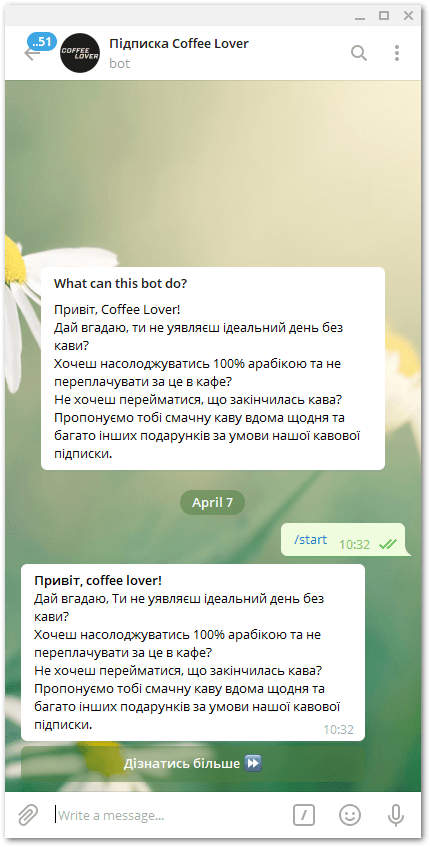 ..51
COFFEE
LOVER
Підписка Coffee Lover
bot
What can this bot do?
Привіт, Coffee Lover!
Дай вгадаю, ти не уявляєш ідеальний день без
кави?
Хочеш насолоджуватись 100% арабікою та не
переплачувати за це в кафе?
Не хочеш перейматися, що закінчилась кава?
Пропонуємо тобі смачну каву вдома щодня та
багато інших подарунків за умови нашої кавової
підписки.
April 7
/start 10:32
Привіт, coffee lover!
Дай вгадаю, Ти не уявляєш ідеальний день без
кави?
Хочеш насолоджуватись 100% арабікою та не
переплачувати за це в кафе?
Не хочеш перейматися, що закінчилась кава?
Пропонуємо тобі смачну каву вдома щодня та
багато інших подарунків за умови нашої кавової
підписки.
10:32
Дізнатись більше ⏩
Write a message...